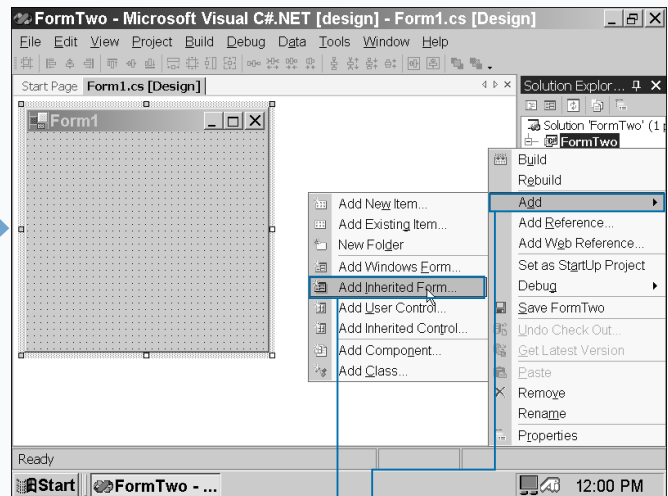 FormTwo - Microsoft Visual C#.NET [design] - Form1.cs [Design]
File Edit View Project Build Debug Data Tools Window Help
Start Page Form1.cs [Design]
Solution Explor...
Form1
Solution 'FormTwo' (1
FormTwo
Build
Rebuild
Add
Add Reference...
Add Web Reference...
Set as StartUp Project
Debug
Save FormTwo
Undo Check Out...
Get Latest Version
Paste
Remove
Rename
Properties
Add New Item...
Add Existing Item...
New Folder
Add Windows Form...
Add Inherited Form...
Add User Control...
Add Inherited Control...
Add Component...
Add Class...
Ready
Start FormTwo - ... 12:00 PM